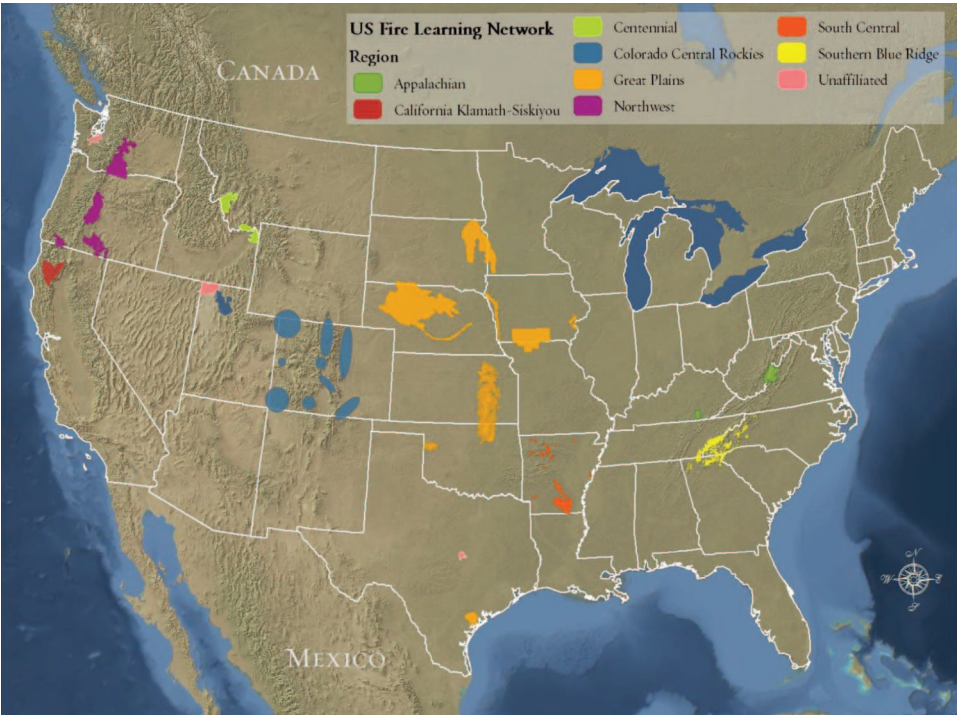 US Fire Learning Network
Region
Appalachian
California Klamath-Siskiyou
Centennial
Colorado Central Rockies
Great Plains
Northwest
South Central
Southern Blue Ridge
Unaffiliated
CANADA
MEXICO
N
W
E
S